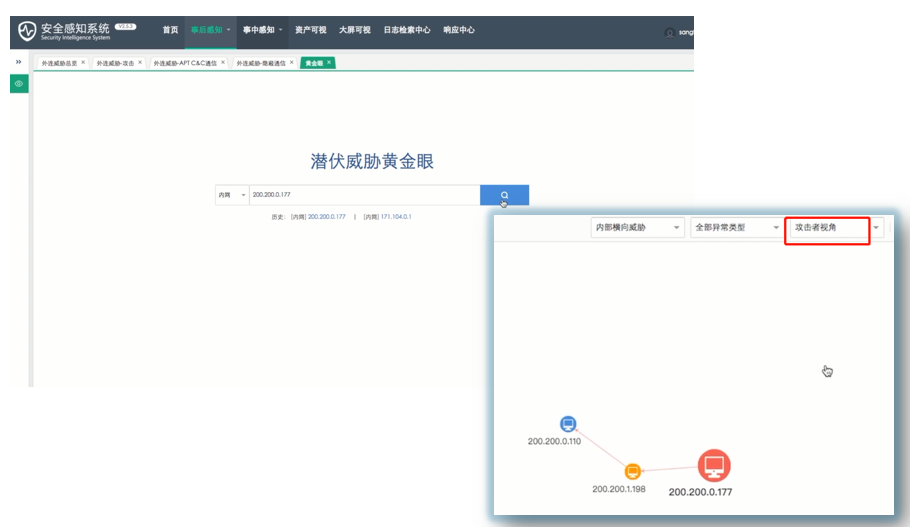 安全感知系统 V2.5.2
Security Intelligence System
首页 事后感知 事中感知 资产可视 大屏可视 日志检索中心 响应中心
外连威胁总览 × 外连威胁-攻击 × 外连威胁-APT C&C通信 × 外连威胁-隐蔽通信 × 黄金眼 ×
潜伏威胁黄金眼
内网 200.200.0.177
历史: [内网] 200.200.0.177 | [内网] 171.104.0.1
内部横向威胁 全部异常类型 攻击者视角
200.200.0.110
200.200.1.198
200.200.0.177